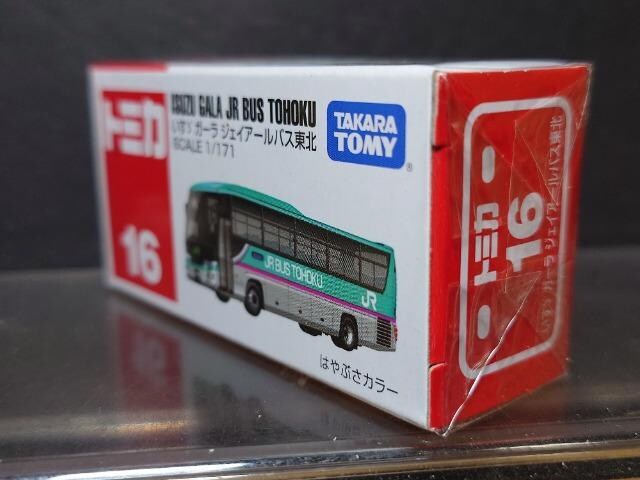 トミカ
16
ISUZU GALA JR BUS TOHOKU
いすゞ ガーラ ジェイアールバス東北
SCALE 1/171
TAKARA
TOMY
®
JR BUS TOHOKU
JR
はやぶさカラー
トミカ
16
いすゞ ガーラ ジェイアールバス東北